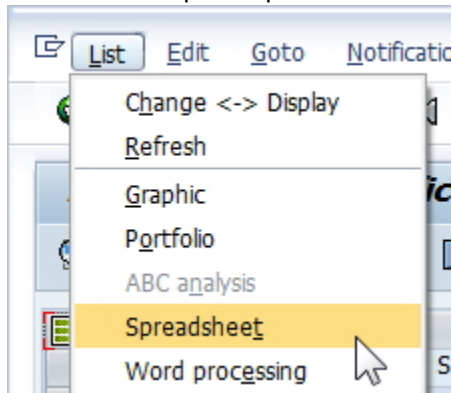 List Edit Goto Notificatio
Change <-> Display
Refresh
Graphic
Portfolio
ABC analysis
Spreadsheet
Word processing